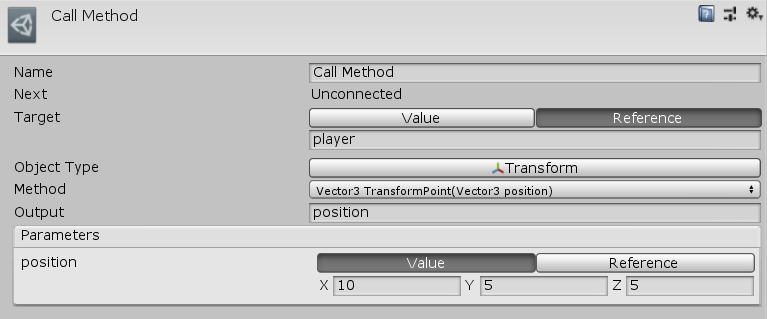 Call Method
Name Call Method
Next Unconnected
Target Value Reference
player
Object Type Transform
Method Vector3 TransformPoint(Vector3 position)
Output position
Parameters
position Value Reference
X 10 Y 5 Z 5